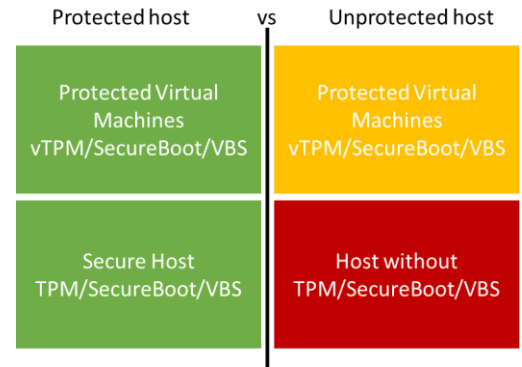 Protected host vs Unprotected host
Protected Virtual
Machines
vTPM/SecureBoot/VBS
Protected Virtual
Machines
vTPM/SecureBoot/VBS
Secure Host
TPM/SecureBoot/VBS
Host without
TPM/SecureBoot/VBS